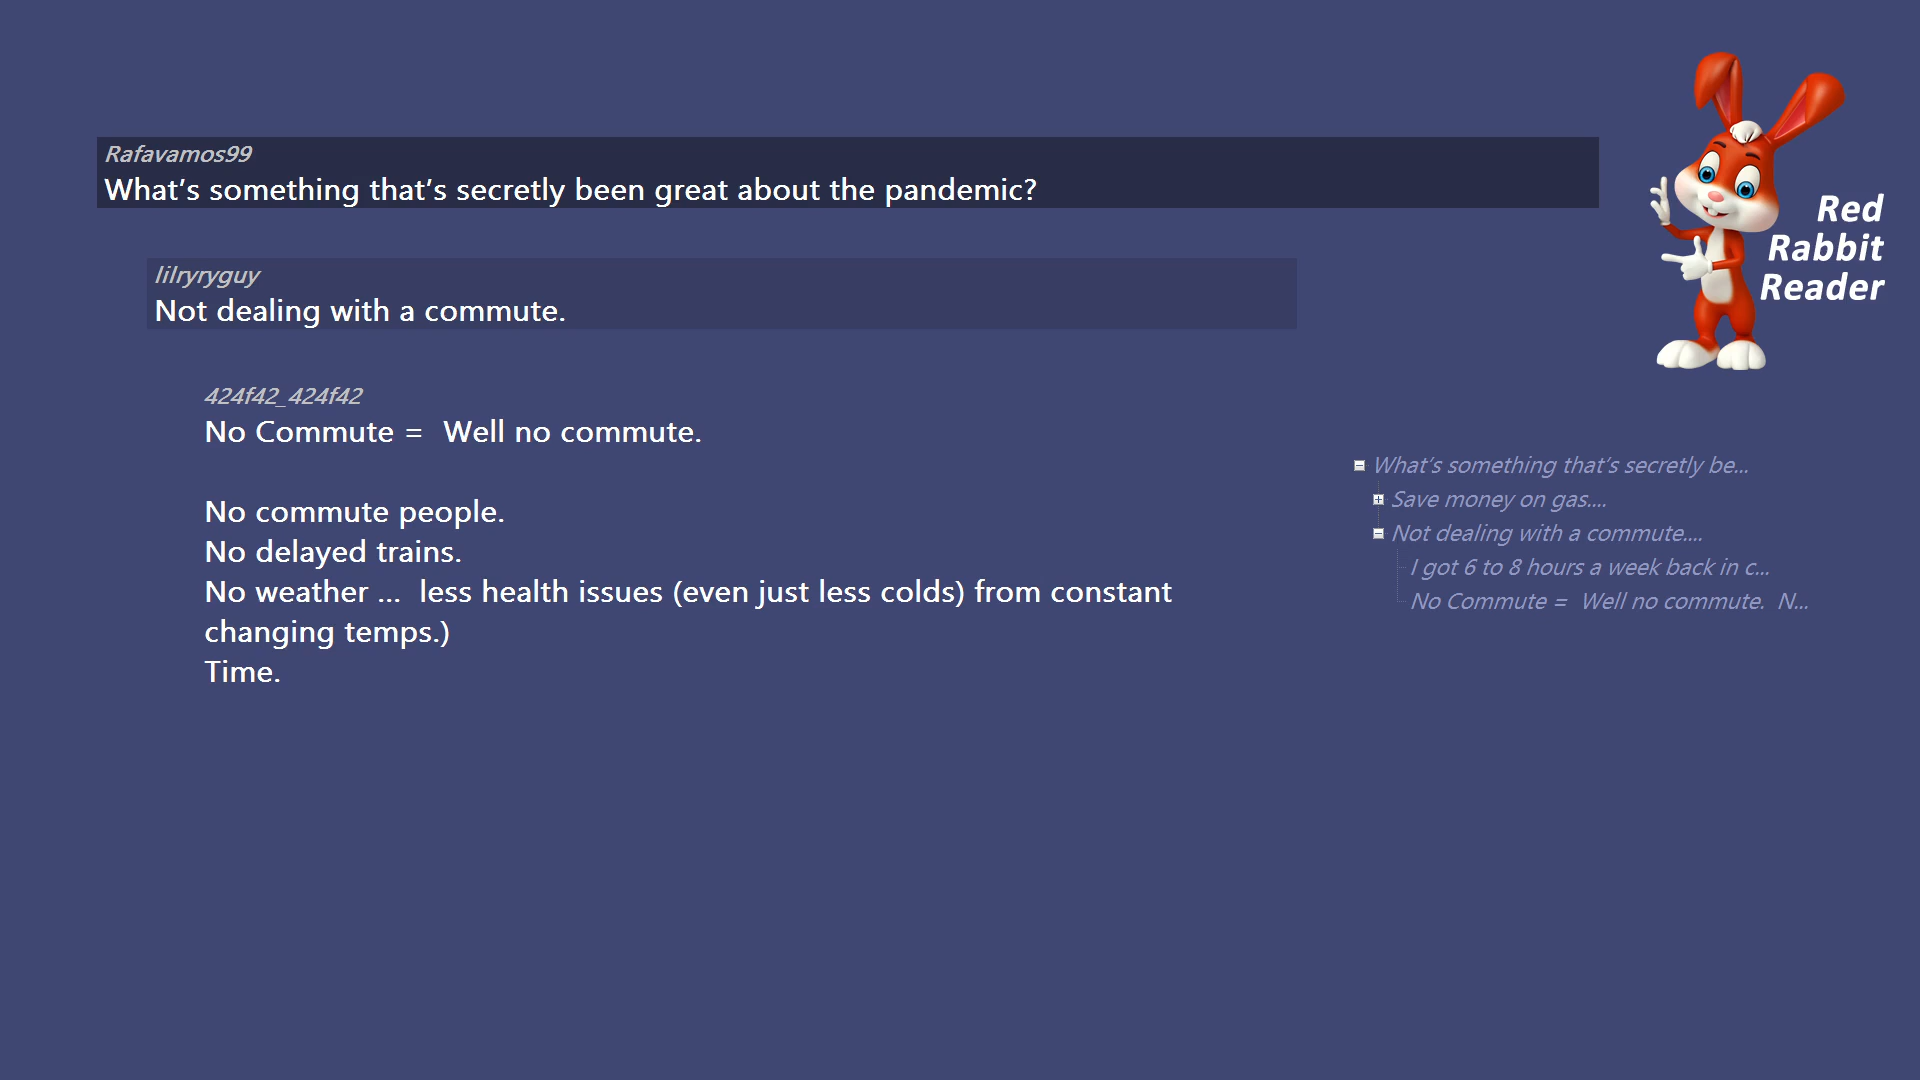 Rafavamos99
What's something that's secretly been great about the pandemic?
lilryryguy
Not dealing with a commute.
424f42_424f42
No Commute =  Well no commute.
No commute people.
No delayed trains.
No weather ...  less health issues (even just less colds) from constant
changing temps.)
Time.
Red
Rabbit
Reader
What's something that's secretly be...
Save money on gas....
Not dealing with a commute....
I got 6 to 8 hours a week back in c...
No Commute =  Well no commute.  N...